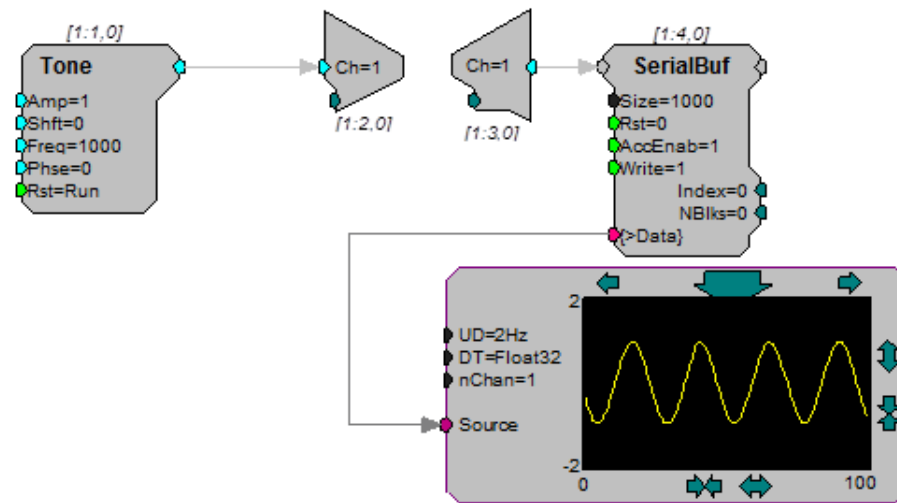 [1:1,0]
Tone
Amp=1
Shft=0
Freq=1000
Phse=0
Rst=Run
Ch=1
[1:2,0]
Ch=1
[1:3,0]
[1:4,0]
SerialBuf
Size=1000
Rst=0
AccEnab=1
Write=1
Index=0
NBlks=0
{>Data}
UD=2Hz
DT=Float32
nChan=1
Source
2
-2
0
100